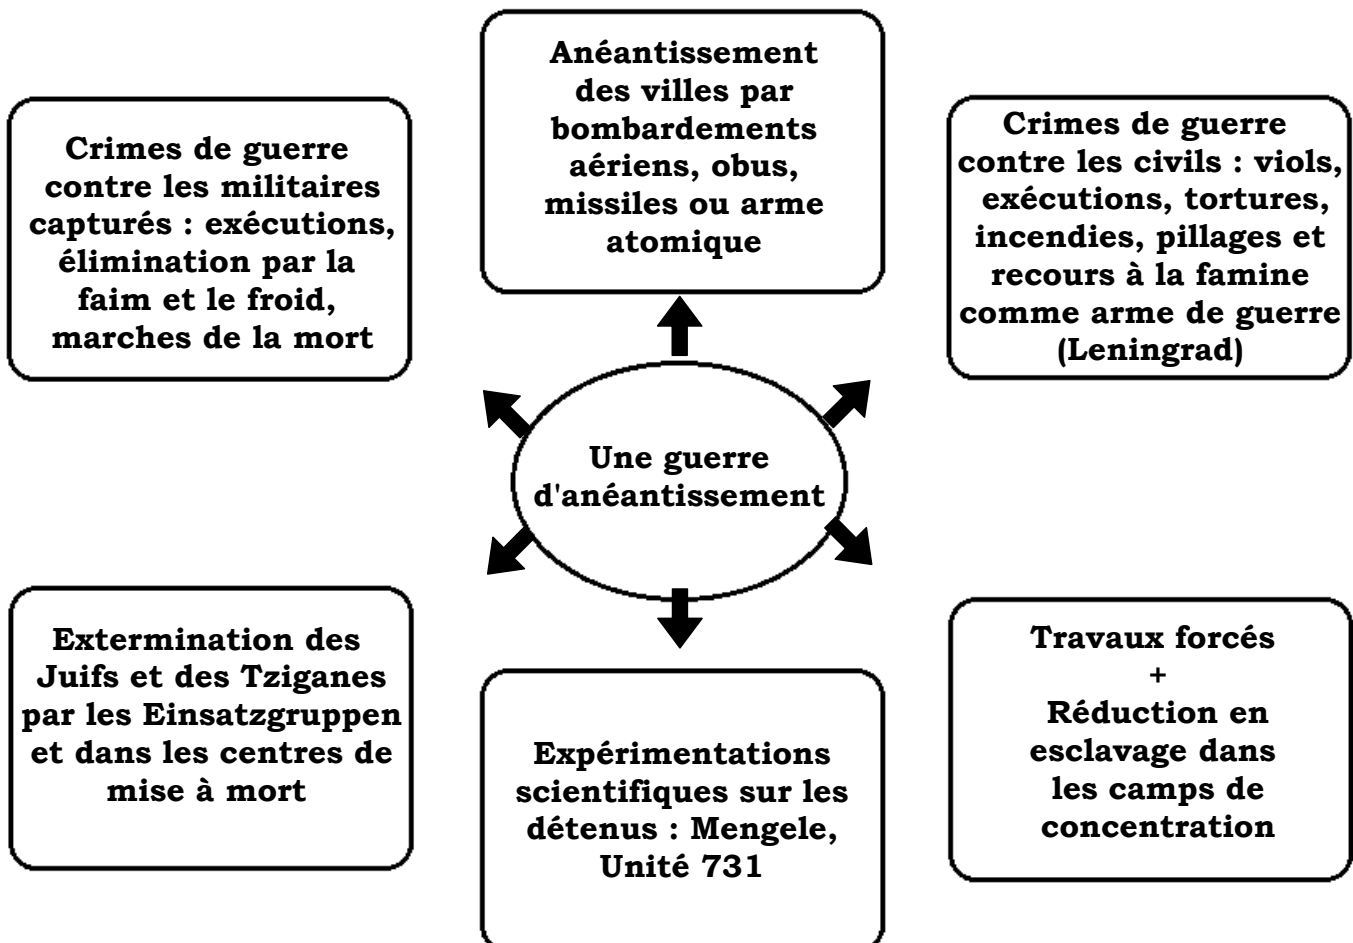 Anéantissement
des villes par
bombardements
aériens, obus,
missiles ou arme
atomique
Crimes de guerre
contre les militaires
capturés : exécutions,
élimination par la
faim et le froid,
marches de la mort
Crimes de guerre
contre les civils : viols,
exécutions, tortures,
incendies, pillages et
recours à la famine
comme arme de guerre
(Leningrad)
Une guerre
d'anéantissement
Extermination des
Juifs et des Tziganes
par les Einsatzgruppen
et dans les centres de
mise à mort
Expérimentations
scientifiques sur les
détenus : Mengele,
Unité 731
Travaux forcés
+
Réduction en
esclavage dans
les camps de
concentration